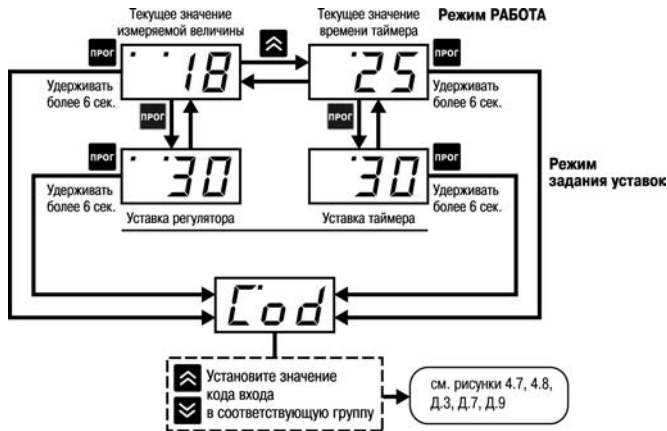 Текущее значение
измеряемой величины
Текущее значение
времени таймера
Режим РАБОТА
ПРОГ
18
25
ПРОГ
Удерживать
более 6 сек.
ПРОГ
ПРОГ
Удерживать
более 6 сек.
ПРОГ
30
30
ПРОГ
Удерживать
более 6 сек.
Уставка регулятора
Уставка таймера
Удерживать
более 6 сек.
Режим
задания уставок
Cod
Установите значение
кода входа
в соответствующую группу
см. рисунки 4.7, 4.8,
Д.3, Д.7, Д.9